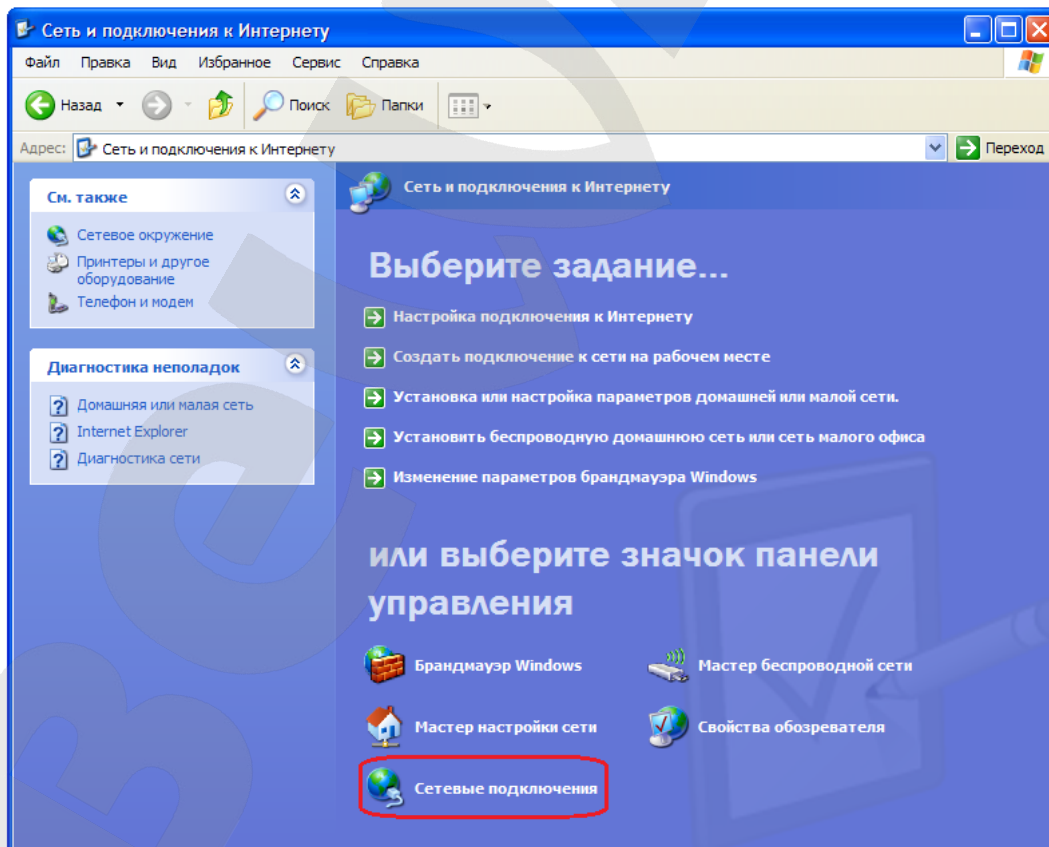 Сеть и подключения к Интернету
Файл Правка Вид Избранное Сервис Справка
Назад Поиск Папки
Адрес: Сеть и подключения к Интернету Переход
См. также
Сетевое окружение
Принтеры и другое
оборудование
Телефон и модем
Диагностика неполадок
Домашняя или малая сеть
Internet Explorer
Диагностика сети
Сеть и подключения к Интернету
Выберите задание...
Настройка подключения к Интернету
Создать подключение к сети на рабочем месте
Установка или настройка параметров домашней или малой сети.
Установить беспроводную домашнюю сеть или сеть малого офиса
Изменение параметров брандмауэра Windows
или выберите значок панели
управления
Брандмауэр Windows
Мастер беспроводной сети
Мастер настройки сети
Свойства обозревателя
Сетевые подключения